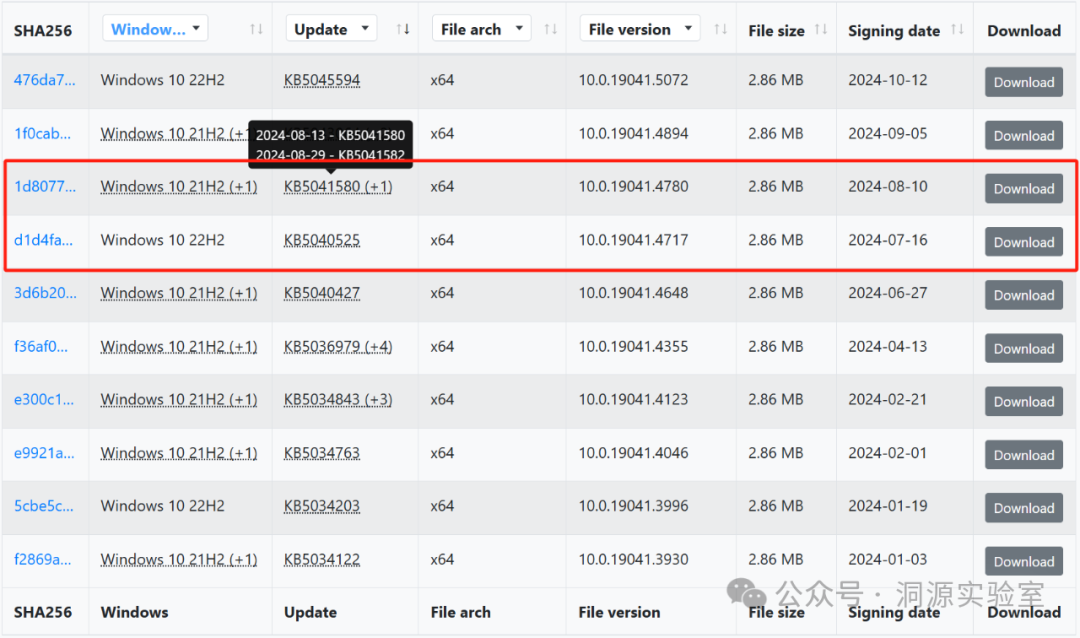 SHA256 Window... Update File arch File version File size Signing date Download
476da7... Windows 10 22H2 KB5045594 x64 10.0.19041.5072 2.86 MB 2024-10-12 Download
1f0cab... Windows 10 21H2 (+1 x64 10.0.19041.4894 2.86 MB 2024-09-05 Download
2024-08-13 - KB5041580
2024-08-29 - KB5041582
1d8077... Windows 10 21H2 (+1) KB5041580 (+1) x64 10.0.19041.4780 2.86 MB 2024-08-10 Download
d1d4fa... Windows 10 22H2 KB5040525 x64 10.0.19041.4717 2.86 MB 2024-07-16 Download
3d6b20... Windows 10 21H2 (+1) KB5040427 x64 10.0.19041.4648 2.86 MB 2024-06-27 Download
f36af0... Windows 10 21H2 (+1) KB5036979 (+4) x64 10.0.19041.4355 2.86 MB 2024-04-13 Download
e300c1... Windows 10 21H2 (+1) KB5034843 (+3) x64 10.0.19041.4123 2.86 MB 2024-02-21 Download
e9921a... Windows 10 21H2 (+1) KB5034763 x64 10.0.19041.4046 2.86 MB 2024-02-01 Download
5cbe5c... Windows 10 22H2 KB5034203 x64 10.0.19041.3996 2.86 MB 2024-01-19 Download
f2869a... Windows 10 21H2 (+1) KB5034122 x64 10.0.19041.3930 2.86 MB 2024-01-03 Download
公众号 · 洞源实验室
SHA256 Windows Update File arch File version File size Signing date Download